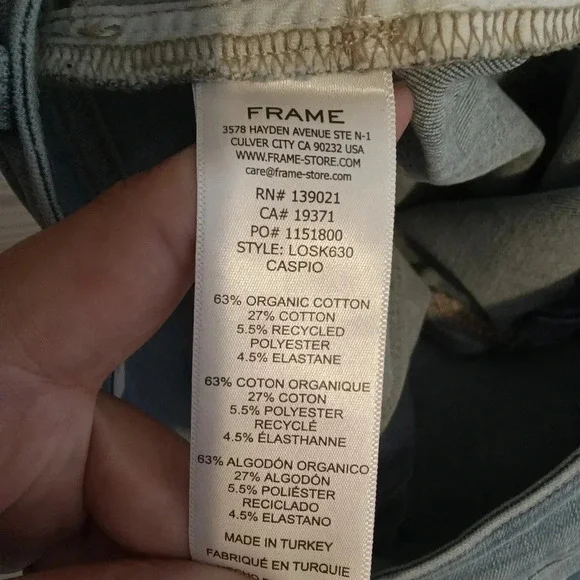 FRAME
3578 HAYDEN AVENUE STE N-1
CULVER CITY CA 90232 USA
WWW.FRAME-STORE.COM
care@frame-store.com
RN# 139021
CA# 19371
PO# 1151800
STYLE: LOSK630
CASPIO
63% ORGANIC COTTON
27% COTTON
5.5% RECYCLED
POLYESTER
4.5% ELASTANE
63% COTON ORGANIQUE
27% COTON
5.5% POLYESTER
RECYCLÉ
4.5% ÉLASTHANNE
63% ALGODÓN ORGANICO
27% ALGODÓN
5.5% POLIÉSTER
RECICLADO
4.5% ELASTANO
MADE IN TURKEY
FABRIQUÉ EN TURQUIE